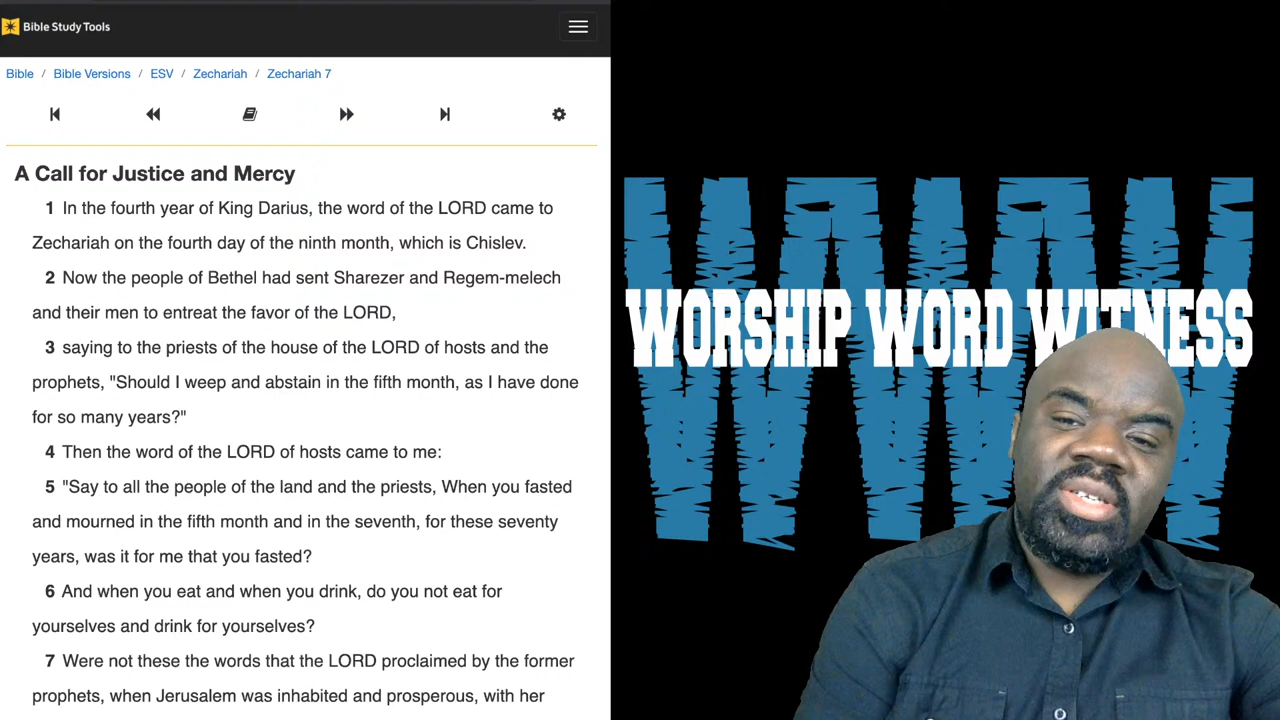 Bible Study Tools
Bible / Bible Versions / ESV / Zechariah / Zechariah 7
A Call for Justice and Mercy
1 In the fourth year of King Darius, the word of the LORD came to
Zechariah on the fourth day of the ninth month, which is Chislev.
2 Now the people of Bethel had sent Sharezer and Regem-melech
and their men to entreat the favor of the LORD,
3 saying to the priests of the house of the LORD of hosts and the
prophets, "Should I weep and abstain in the fifth month, as I have done
for so many years?"
4 Then the word of the LORD of hosts came to me:
5 "Say to all the people of the land and the priests, When you fasted
and mourned in the fifth month and in the seventh, for these seventy
years, was it for me that you fasted?
6 And when you eat and when you drink, do you not eat for
yourselves and drink for yourselves?
7 Were not these the words that the LORD proclaimed by the former
prophets, when Jerusalem was inhabited and prosperous, with her
WWW
WORSHIP WORD WITNESS